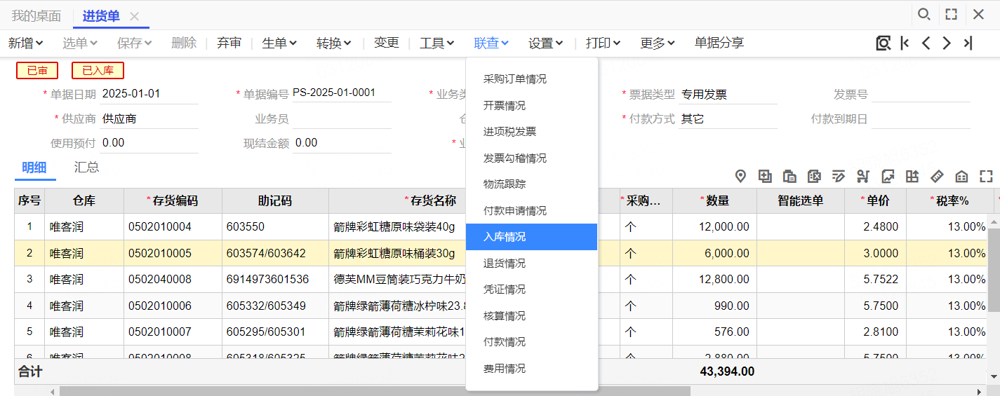 我的桌面 进货单
新增 选单 保存 删除 弃审 生单 转换 变更 工具 联查 设置 打印 更多 单据分享
已审 已入库
* 单据日期 2025-01-01 * 单据编号 PS-2025-01-0001 * 业务类 * 票据类型 专用发票 发票号
* 供应商 供应商 业务员 * 付款方式 其它 付款到期日
使用预付 0.00 现结金额 0.00 * 业
明细 汇总
采购订单情况
开票情况
进项税发票
发票勾稽情况
物流跟踪
付款申请情况
入库情况
退货情况
凭证情况
核算情况
付款情况
费用情况
序号 仓库 * 存货编码 助记码 * 存货名称 * 采购... * 数量 智能选单 * 单价 * 税率%
1 唯客润 0502010004 603550 箭牌彩虹糖原味袋装40g 个 12,000.00 2.4800 13.00%
2 唯客润 0502010005 603574/603642 箭牌彩虹糖原味桶装30g 个 6,000.00 3.0000 13.00%
3 唯客润 0502040008 6914973601536 德芙MM豆筒装巧克力牛奶 个 12,800.00 5.7522 13.00%
4 唯客润 0502010006 605332/605349 箭牌绿箭薄荷糖冰柠味23.8 个 990.00 5.7500 13.00%
5 唯客润 0502010007 605295/605301 箭牌绿箭薄荷糖茉莉花味1 个 576.00 2.8100 13.00%
6 唯客润 0502010008 605318/605325 箭牌绿箭薄荷糖茉莉花味2 个 2,880.00 5.7500 13.00%
合计 43,394.00